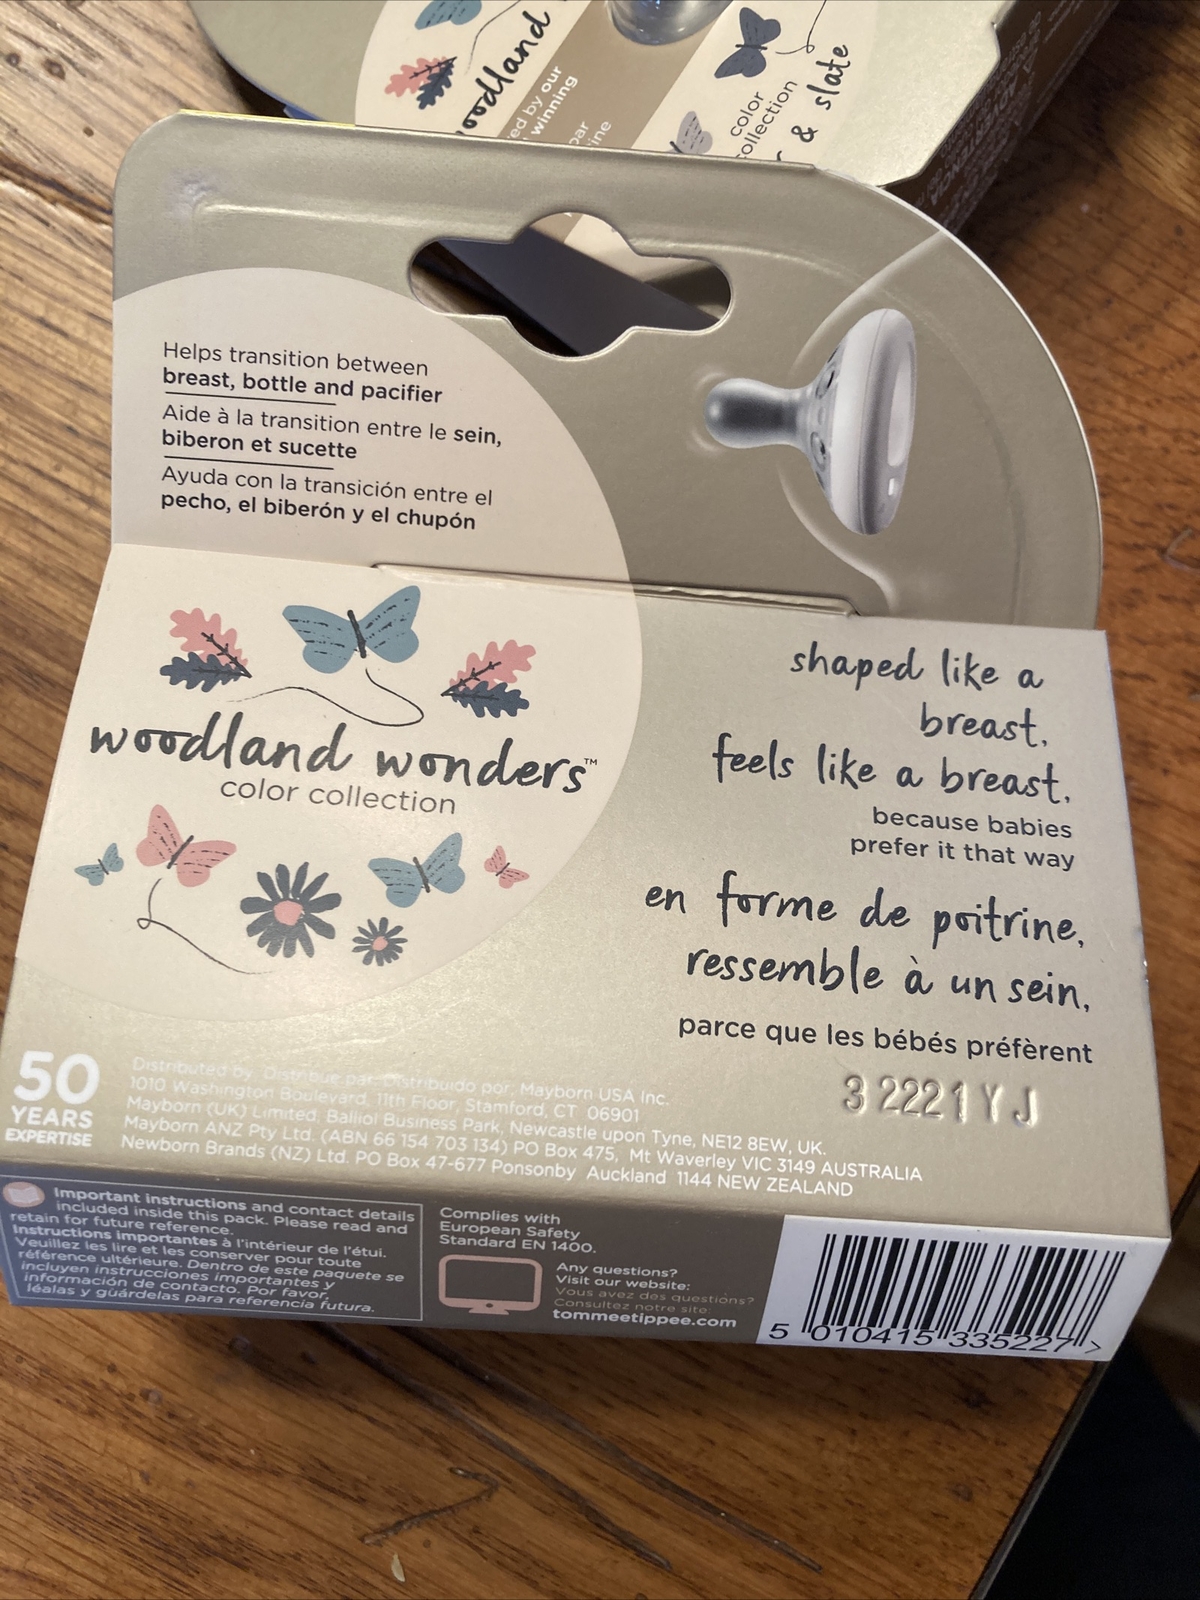 woodland
ed by our
winning
color
collection
& slate
ADVERTENCIA
Helps transition between
breast, bottle and pacifier
Aide à la transition entre le sein,
biberon et sucette
Ayuda con la transición entre el
pecho, el biberón y el chupón
woodland wonders™
color collection
shaped like a
breast,
feels like a breast,
because babies
prefer it that way
en forme de poitrine,
ressemble à un sein,
parce que les bébés préfèrent
3 2221 Y J
50
YEARS
EXPERTISE
Distributed by. Distribue par. Distribuido por: Mayborn USA Inc.
1010 Washington Boulevard, 11th Floor, Stamford, CT 06901
Mayborn (UK) Limited, Balliol Business Park, Newcastle upon Tyne, NE12 8EW, UK.
Mayborn ANZ Pty Ltd. (ABN 66 154 703 134) PO Box 475, Mt Waverley VIC 3149 AUSTRALIA
Newborn Brands (NZ) Ltd. PO Box 47-677 Ponsonby Auckland 1144 NEW ZEALAND
Important instructions and contact details
included inside this pack. Please read and
retain for future reference.
Instructions importantes à l'intérieur de l'étui.
Veuillez les lire et les conserver pour toute
référence ultérieure. Dentro de este paquete se
incluyen instrucciones importantes y
información de contacto. Por favor,
léalas y guárdelas para referencia futura.
Complies with
European Safety
Standard EN 1400.
Any questions?
Visit our website:
Vous avez des questions?
Consultez notre site:
tommeetippee.com
5 010415 335227 >